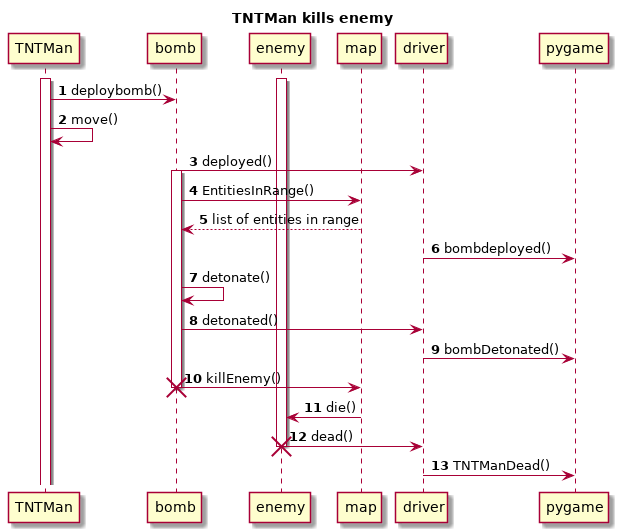 TNTMan kills enemy
TNTMan bomb enemy map driver pygame
1 deploybomb()
2 move()
3 deployed()
4 EntitiesInRange()
5 list of entities in range
6 bombdeployed()
7 detonate()
8 detonated()
9 bombDetonated()
10 killEnemy()
11 die()
12 dead()
13 TNTManDead()
TNTMan bomb enemy map driver pygame